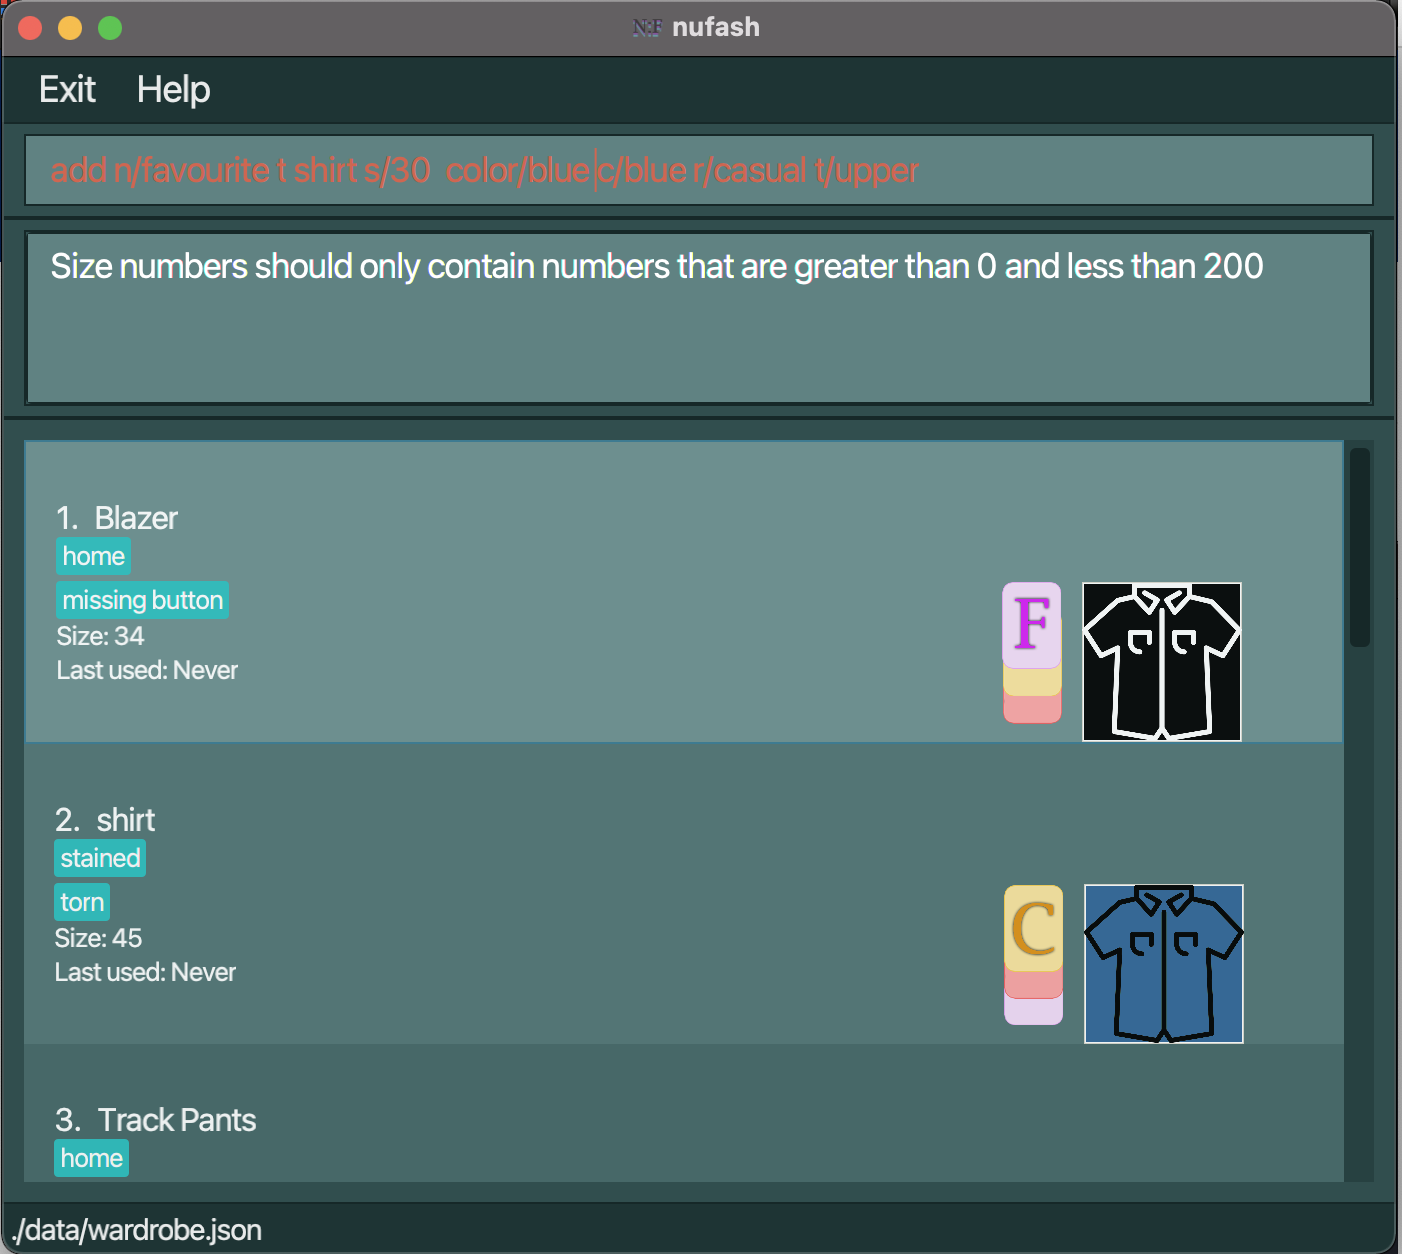 N:F nufash
Exit Help
add n/favourite t shirt s/30  color/blue c/blue r/casual t/upper
Size numbers should only contain numbers that are greater than 0 and less than 200
1. Blazer
home
missing button
Size: 34
Last used: Never
F
2. shirt
stained
torn
Size: 45
Last used: Never
C
3. Track Pants
home
./data/wardrobe.json